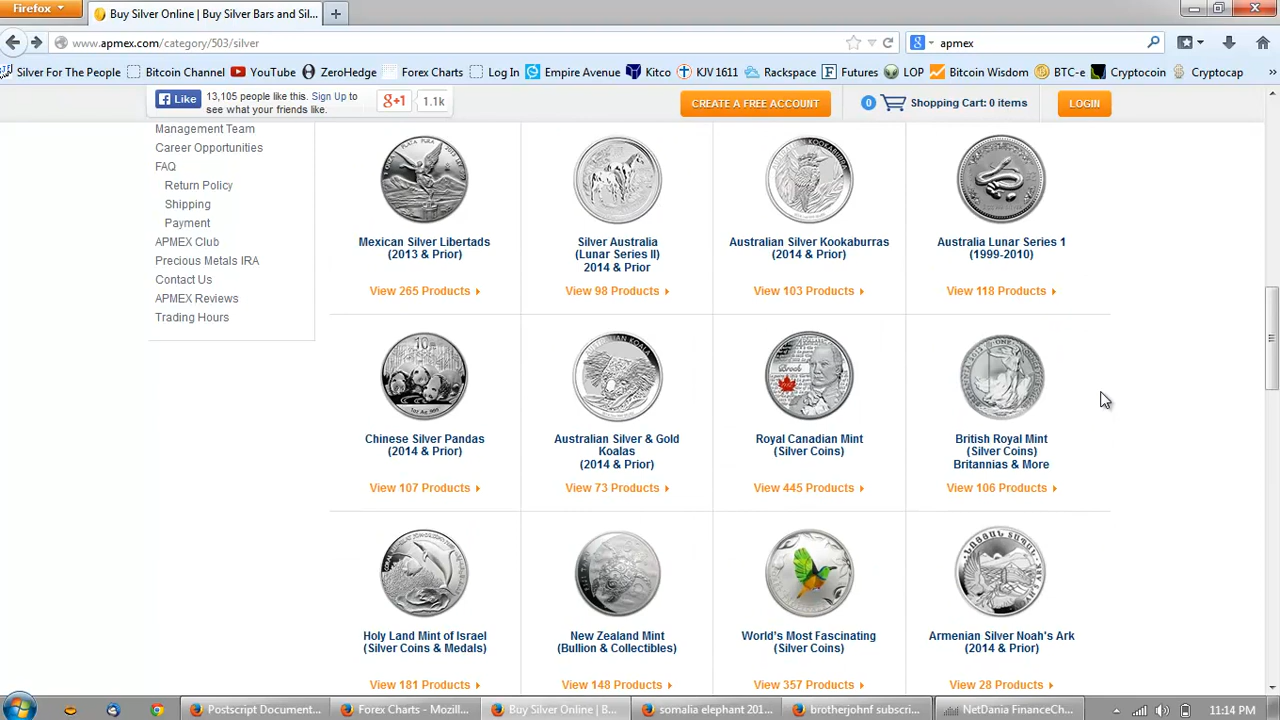 Firefox
Buy Silver Online | Buy Silver Bars and Sil...
www.apmex.com/category/503/silver
apmex
Silver For The People
Bitcoin Channel
YouTube
ZeroHedge
Forex Charts
Log In
Empire Avenue
Kitco
KJV 1611
Rackspace
Futures
LOP
Bitcoin Wisdom
BTC-e
Cryptocoin
Cryptocap
»
Like
13,105 people like this. Sign Up to
see what your friends like.
+1
1.1k
CREATE A FREE ACCOUNT
0
Shopping Cart: 0 items
LOGIN
Management Team
Career Opportunities
FAQ
Return Policy
Shipping
Payment
APMEX Club
Precious Metals IRA
Contact Us
APMEX Reviews
Trading Hours
Mexican Silver Libertads
(2013 & Prior)
View 265 Products
Silver Australia
(Lunar Series II)
2014 & Prior
View 98 Products
Australian Silver Kookaburras
(2014 & Prior)
View 103 Products
Australia Lunar Series 1
(1999-2010)
View 118 Products
Chinese Silver Pandas
(2014 & Prior)
View 107 Products
Australian Silver & Gold
Koalas
(2014 & Prior)
View 73 Products
Royal Canadian Mint
(Silver Coins)
View 445 Products
British Royal Mint
(Silver Coins)
Britannias & More
View 106 Products
Holy Land Mint of Israel
(Silver Coins & Medals)
View 181 Products
New Zealand Mint
(Bullion & Collectibles)
View 148 Products
World's Most Fascinating
(Silver Coins)
View 357 Products
Armenian Silver Noah's Ark
(2014 & Prior)
View 28 Products
Postscript Document...
Forex Charts - Mozill...
Buy Silver Online | B...
somalia elephant 201...
brotherjohnf subscri...
NetDania FinanceCh...
11:14 PM